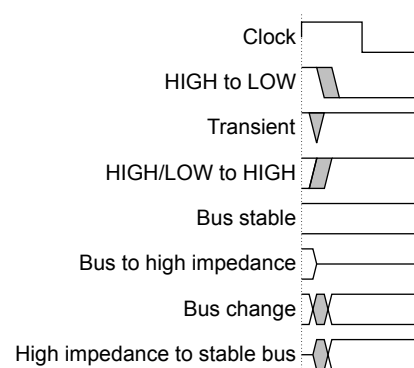 Clock
HIGH to LOW
Transient
HIGH/LOW to HIGH
Bus stable
Bus to high impedance
Bus change
High impedance to stable bus